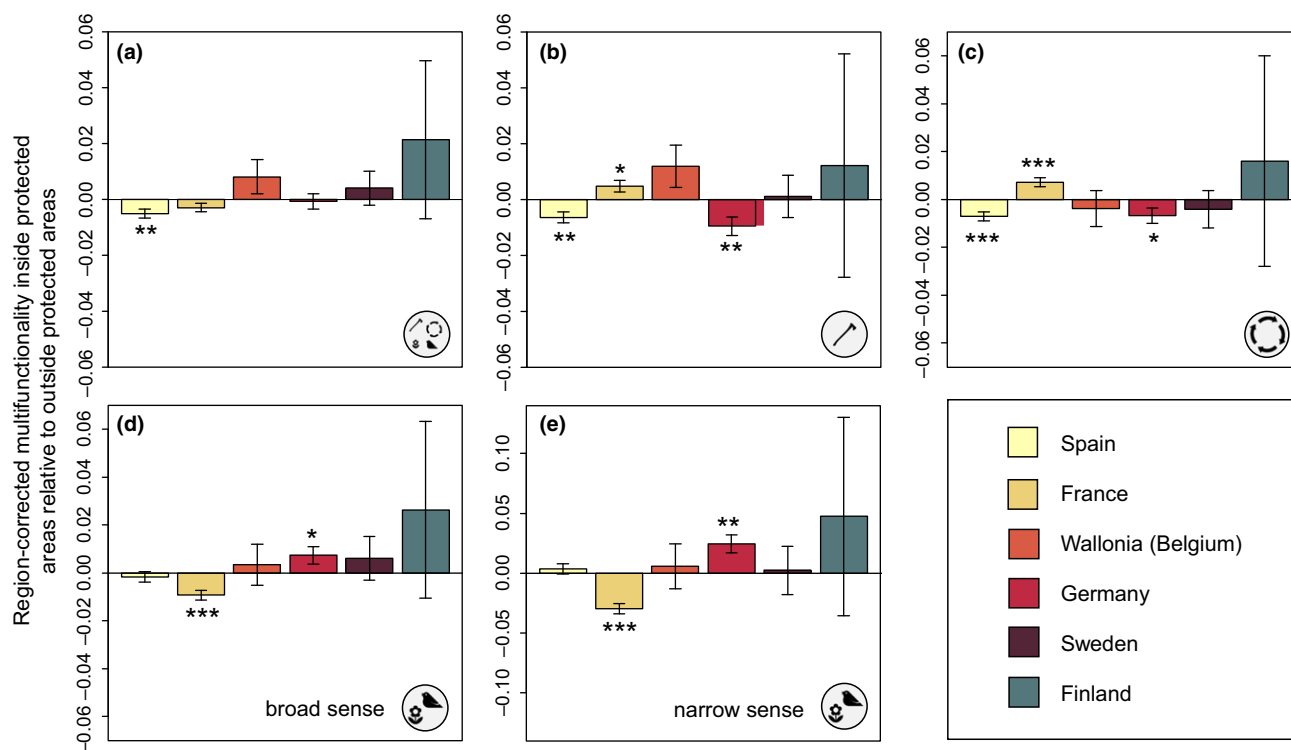 Region-corrected multifunctionality inside protected
areas relative to outside protected areas
(a)
0.06
0.04
0.02
0.00
−0.02
−0.04
−0.06
**
(b)
0.06
0.04
0.02
0.00
−0.02
−0.04
−0.06
**
*
**
(c)
0.06
0.04
0.02
0.00
−0.02
−0.04
−0.06
***
***
*
(d)
0.06
0.04
0.02
0.00
−0.02
−0.04
−0.06
***
*
broad sense
(e)
0.10
0.05
0.00
−0.05
−0.10
***
**
narrow sense
Spain
France
Wallonia (Belgium)
Germany
Sweden
Finland